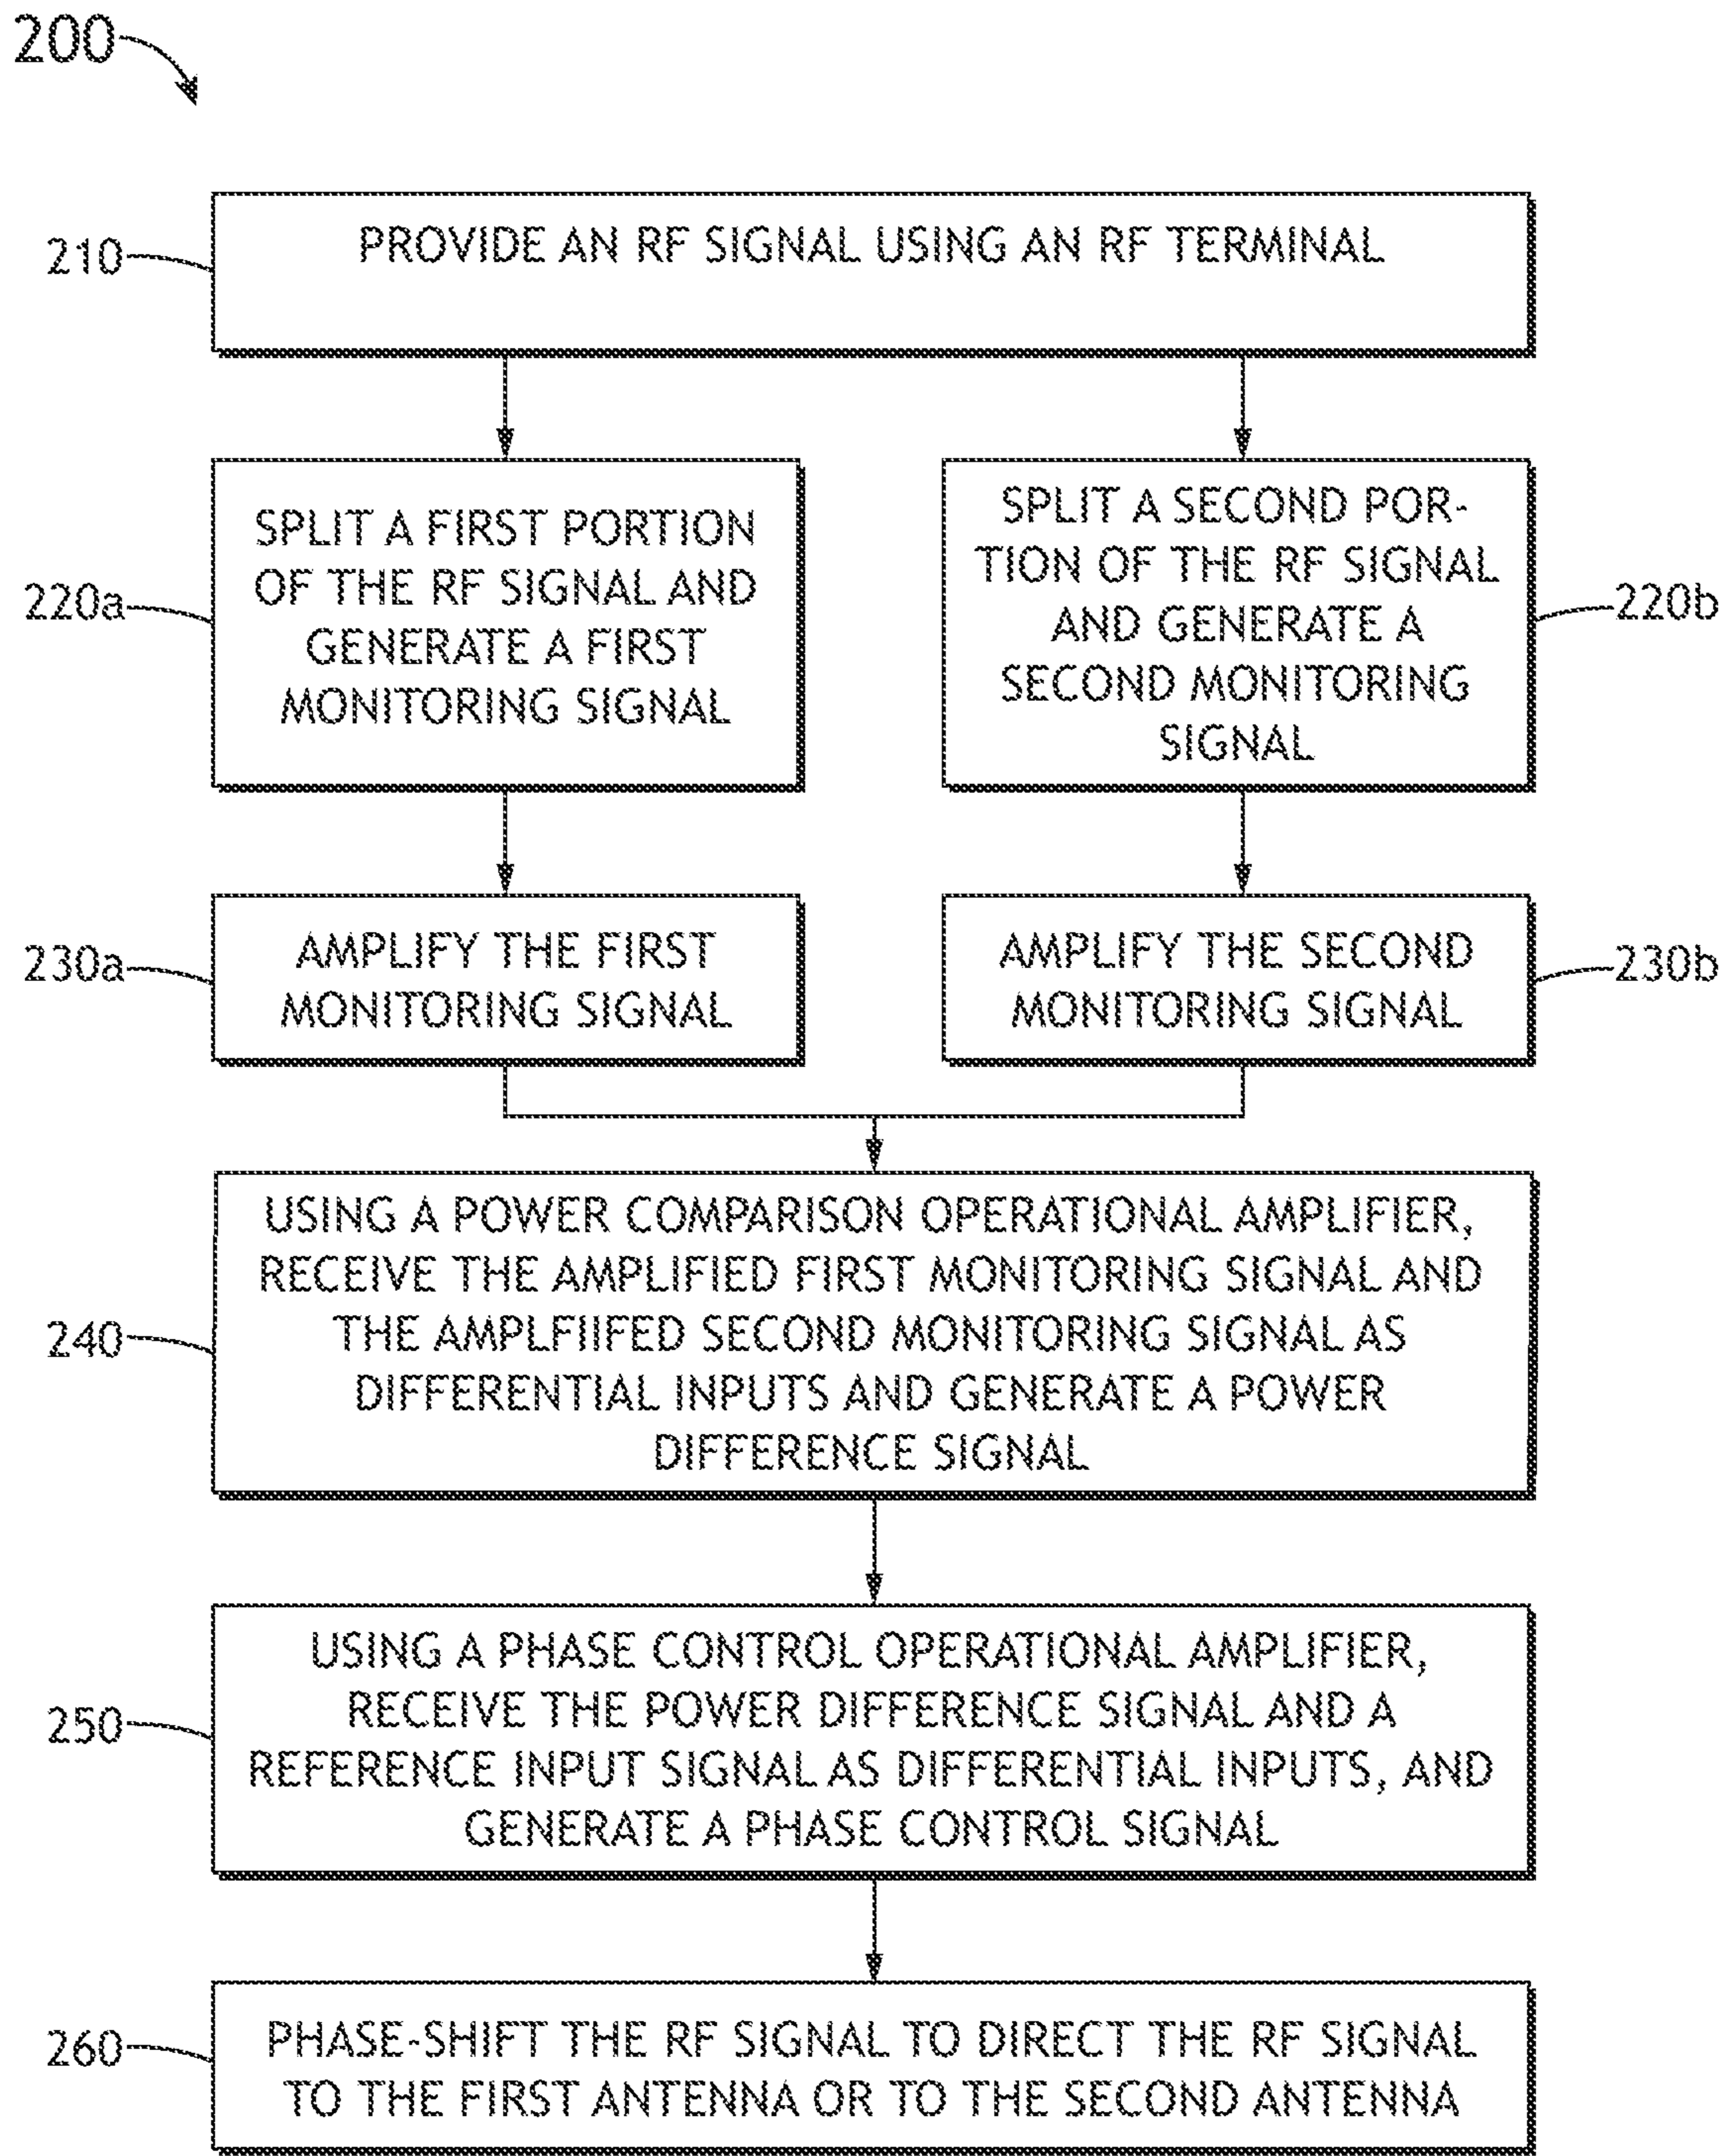 200
210
PROVIDE AN RF SIGNAL USING AN RF TERMINAL
220a
SPLIT A FIRST PORTION
OF THE RF SIGNAL AND
GENERATE A FIRST
MONITORING SIGNAL
SPLIT A SECOND POR-
TION OF THE RF SIGNAL
AND GENERATE A
SECOND MONITORING
SIGNAL
220b
230a
AMPLIFY THE FIRST
MONITORING SIGNAL
AMPLIFY THE SECOND
MONITORING SIGNAL
230b
240
USING A POWER COMPARISON OPERATIONAL AMPLIFIER,
RECEIVE THE AMPLIFIED FIRST MONITORING SIGNAL AND
THE AMPLFIIFED SECOND MONITORING SIGNAL AS
DIFFERENTIAL INPUTS AND GENERATE A POWER
DIFFERENCE SIGNAL
250
USING A PHASE CONTROL OPERATIONAL AMPLIFIER,
RECEIVE THE POWER DIFFERENCE SIGNAL AND A
REFERENCE INPUT SIGNAL AS DIFFERENTIAL INPUTS, AND
GENERATE A PHASE CONTROL SIGNAL
260
PHASE-SHIFT THE RF SIGNAL TO DIRECT THE RF SIGNAL
TO THE FIRST ANTENNA OR TO THE SECOND ANTENNA